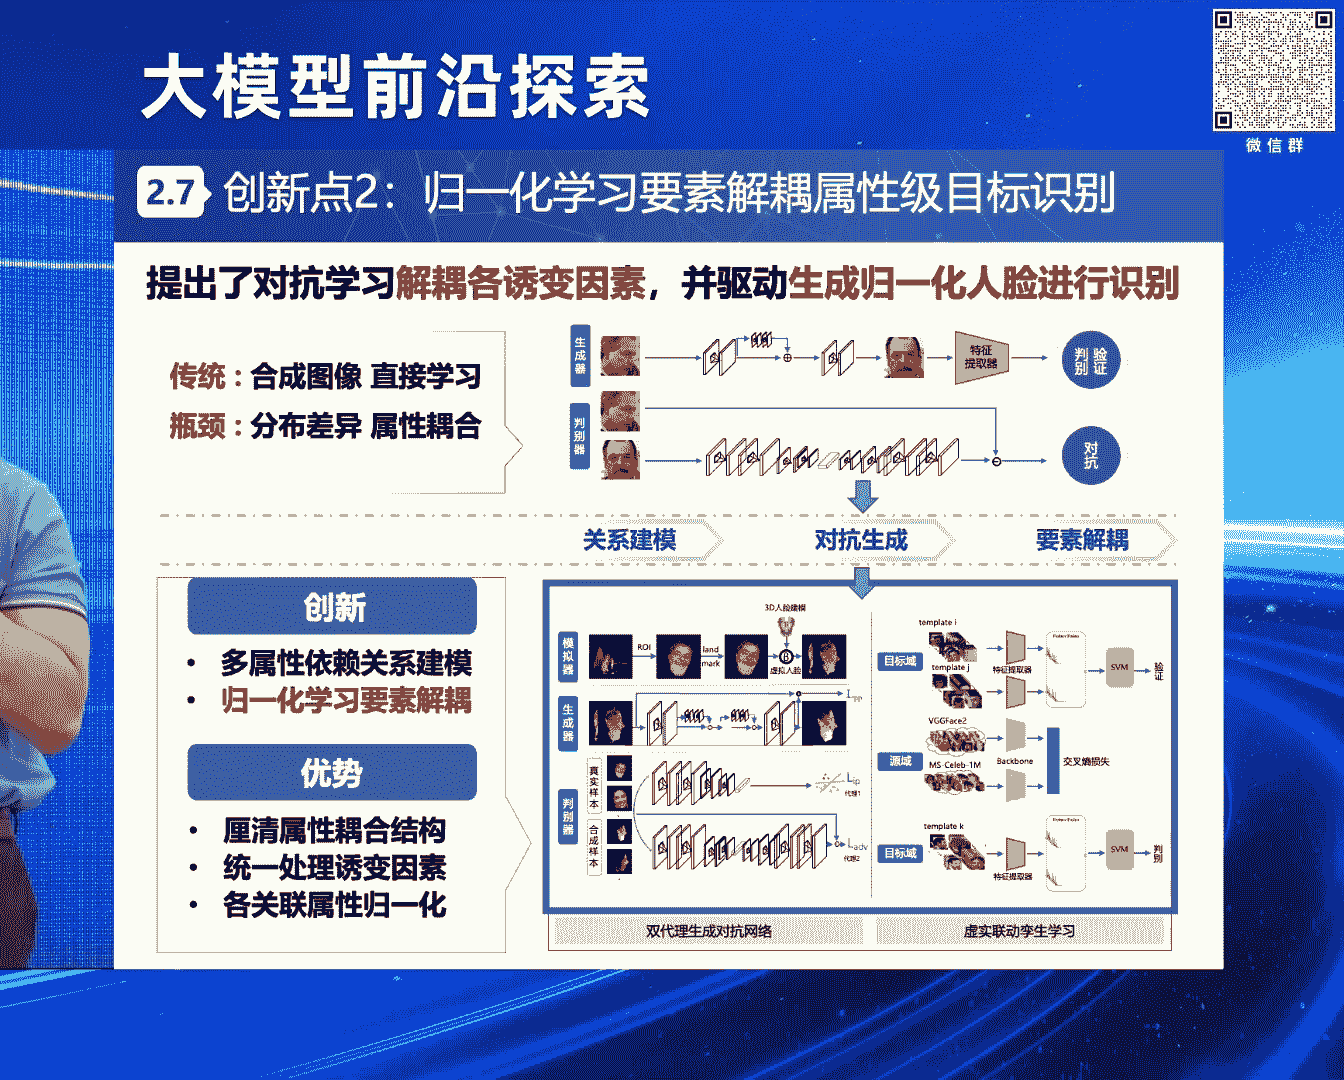 大模型前沿探索
微信群
2.7 创新点2：归一化学习要素解耦属性级目标识别
提出了对抗学习解耦各诱变因素，并驱动生成归一化人脸进行识别
传统：合成图像 直接学习
瓶颈：分布差异 属性耦合
生成器
特征提取器
判别 验证
判别器
对抗
关系建模
对抗生成
要素解耦
创新
• 多属性依赖关系建模
• 归一化学习要素解耦
优势
• 厘清属性耦合结构
• 统一处理诱变因素
• 各关联属性归一化
模拟器
ROI
land
mark
3D人脸建模
虚拟人脸
生成器
L
判别器
真实样本
合成样本
Lip
代理1
Ladv
代理2
目标域
template i
template j
特征提取器
SVM
验证
源域
VGGFace2
MS-Celeb-1M
Backbone
交叉熵损失
目标域
template k
特征提取器
SVM
判别
双代理生成对抗网络
虚实联动孪生学习